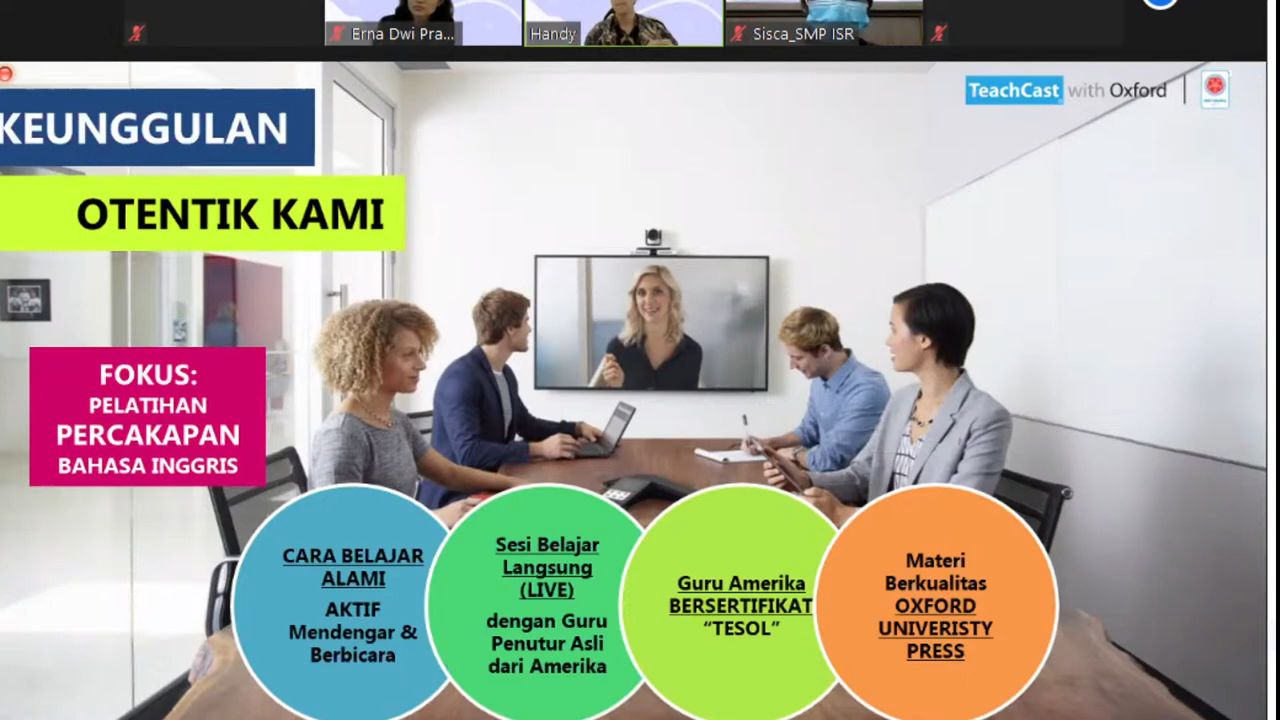 Erna Dwi Pra...
Handy
Sisca_SMP ISR
TeachCast with Oxford
KEUNGGULAN
OTENTIK KAMI
FOKUS:
PELATIHAN
PERCAKAPAN
BAHASA INGGRIS
CARA BELAJAR
ALAMI
AKTIF
Mendengar &
Berbicara
Sesi Belajar
Langsung
(LIVE)
dengan Guru
Penutur Asli
dari Amerika
Guru Amerika
BERSERTIFIKAT
“TESOL”
Materi
Berkualitas
OXFORD
UNIVERISTY
PRESS